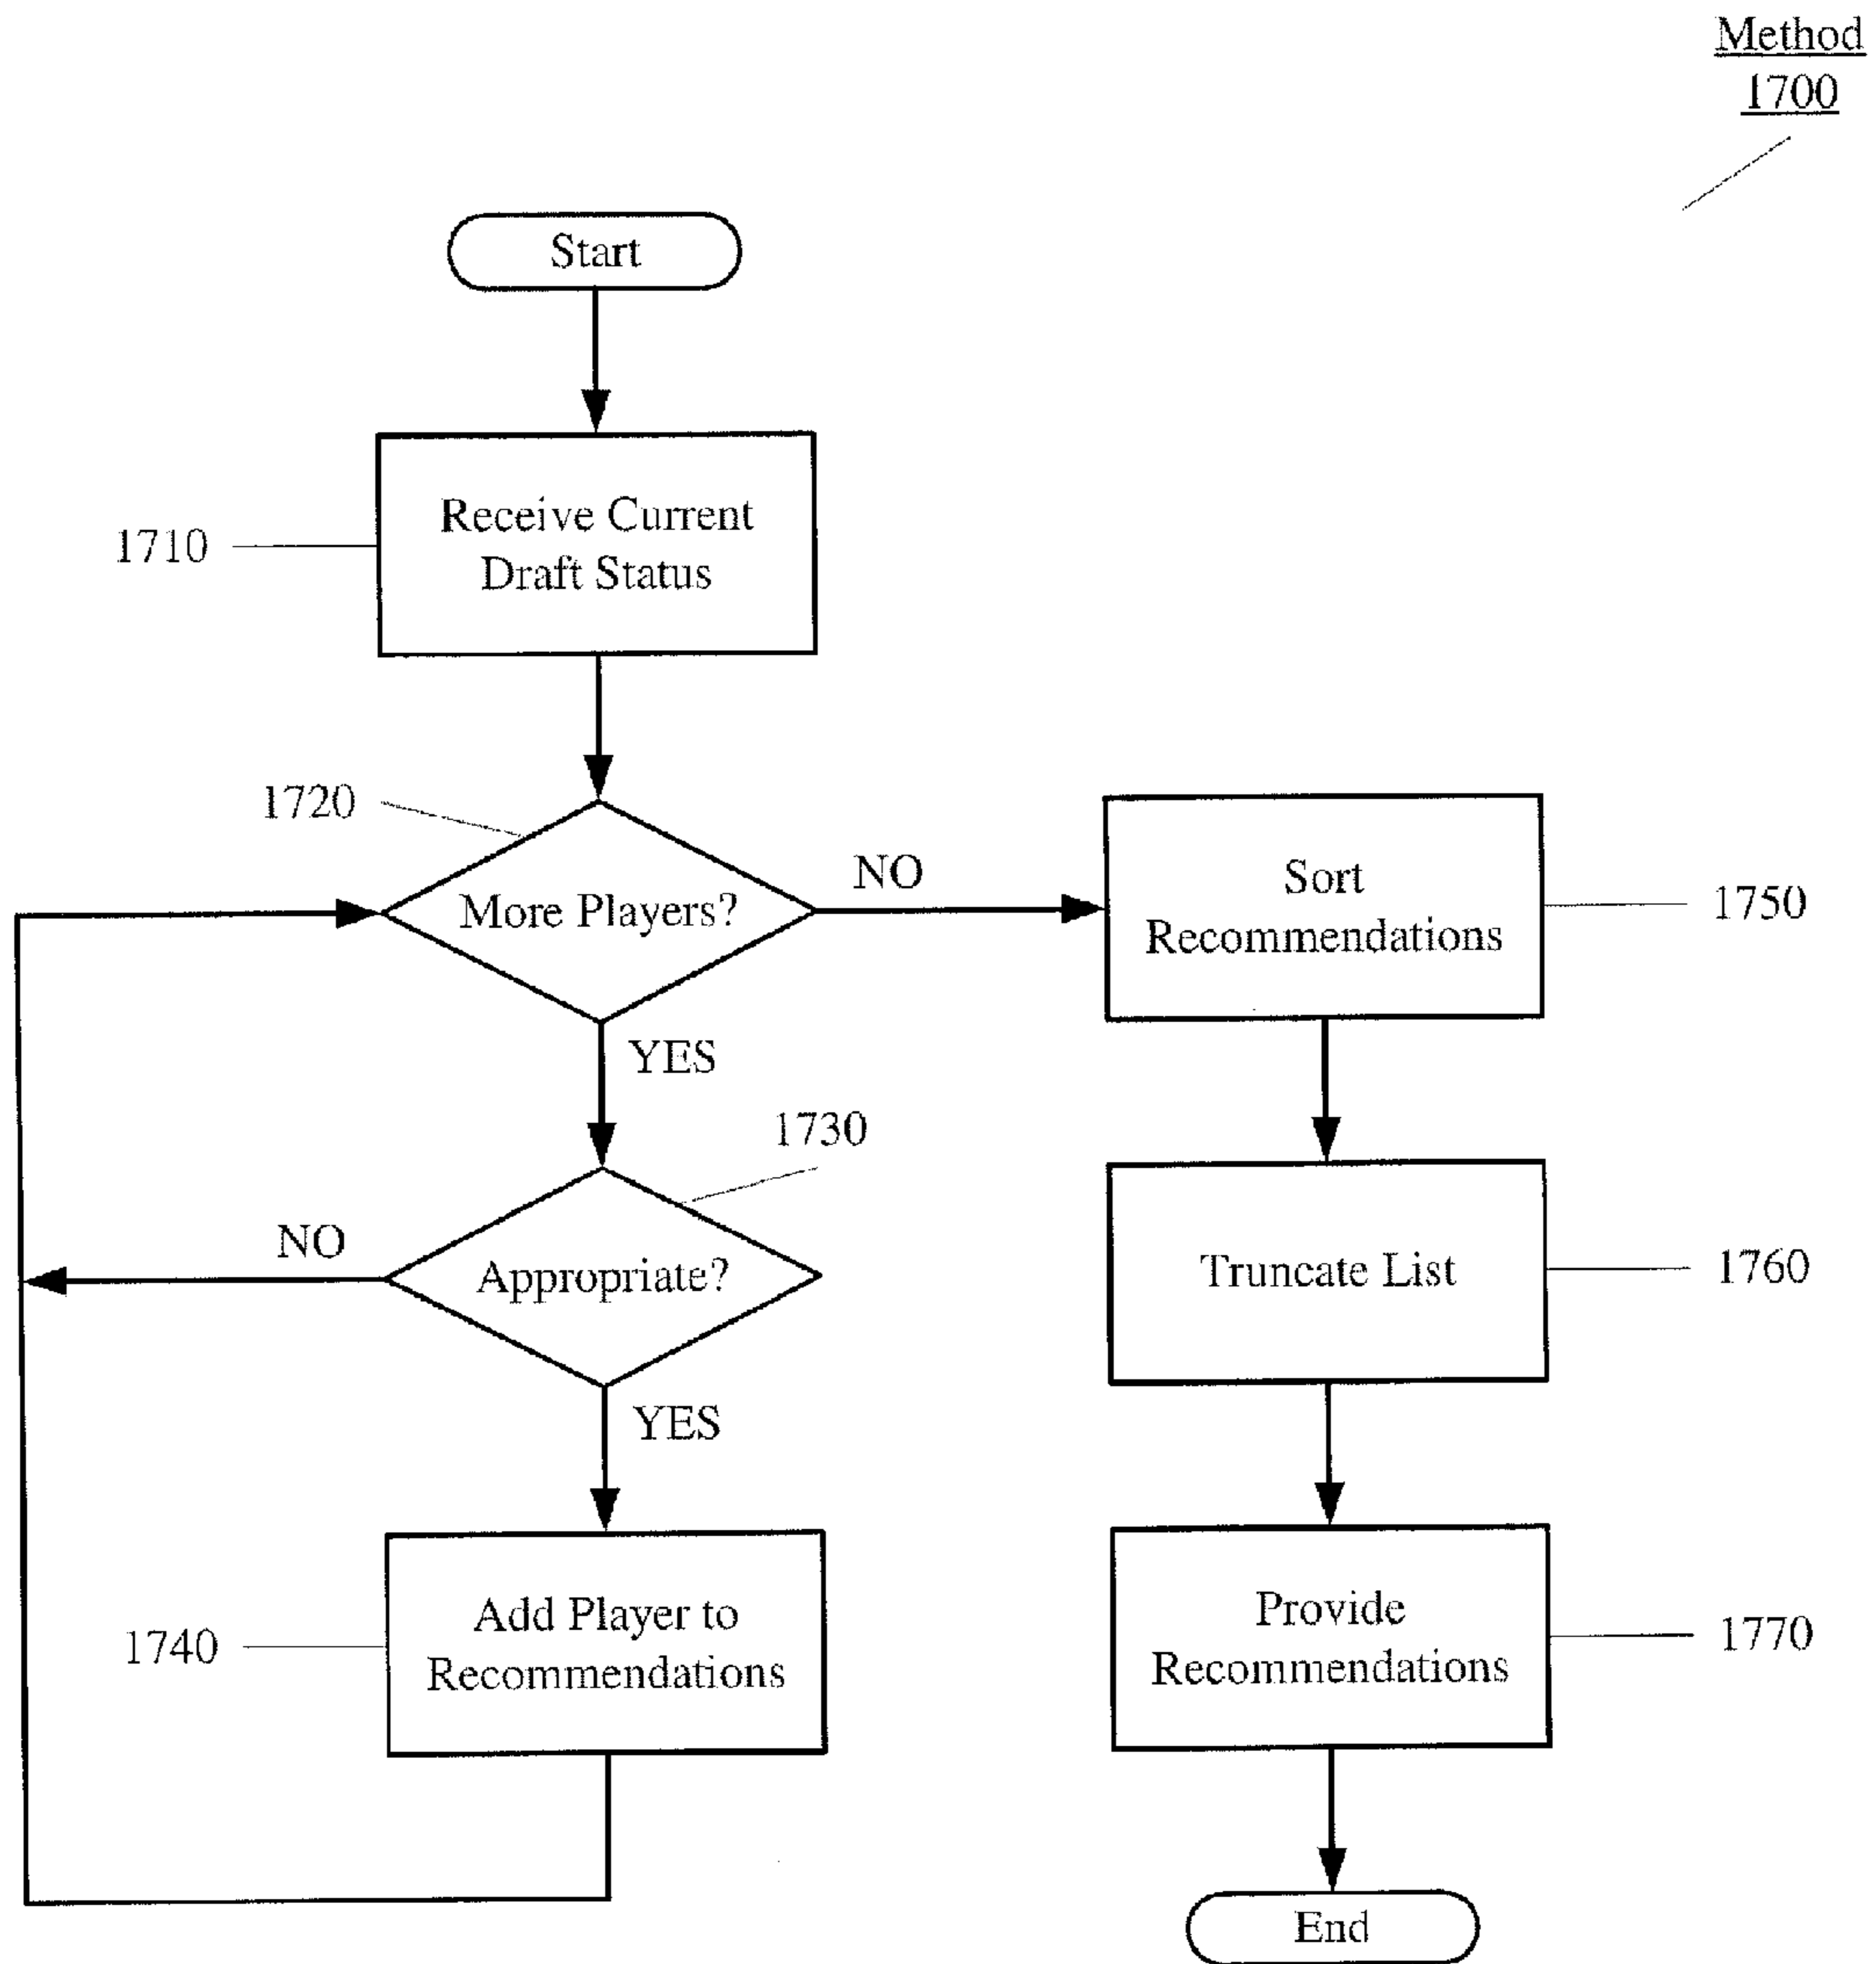 Method
1700
Start
1710
Receive Current
Draft Status
1720
More Players?
NO
YES
1730
Appropriate?
NO
YES
1740
Add Player to
Recommendations
Sort
Recommendations
1750
Truncate List
1760
Provide
Recommendations
1770
End